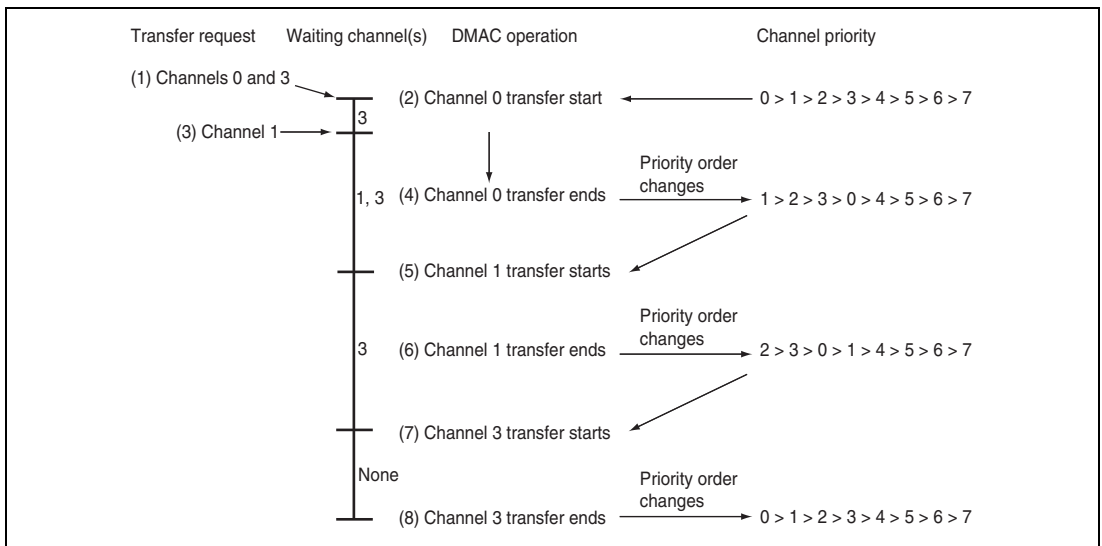 Transfer request Waiting channel(s) DMAC operation Channel priority
(1) Channels 0 and 3
(2) Channel 0 transfer start 0 > 1 > 2 > 3 > 4 > 5 > 6 > 7
3
(3) Channel 1
Priority order
changes
1, 3 (4) Channel 0 transfer ends 1 > 2 > 3 > 0 > 4 > 5 > 6 > 7
(5) Channel 1 transfer starts
Priority order
changes
3 (6) Channel 1 transfer ends 2 > 3 > 0 > 1 > 4 > 5 > 6 > 7
(7) Channel 3 transfer starts
None
Priority order
changes
(8) Channel 3 transfer ends 0 > 1 > 2 > 3 > 4 > 5 > 6 > 7